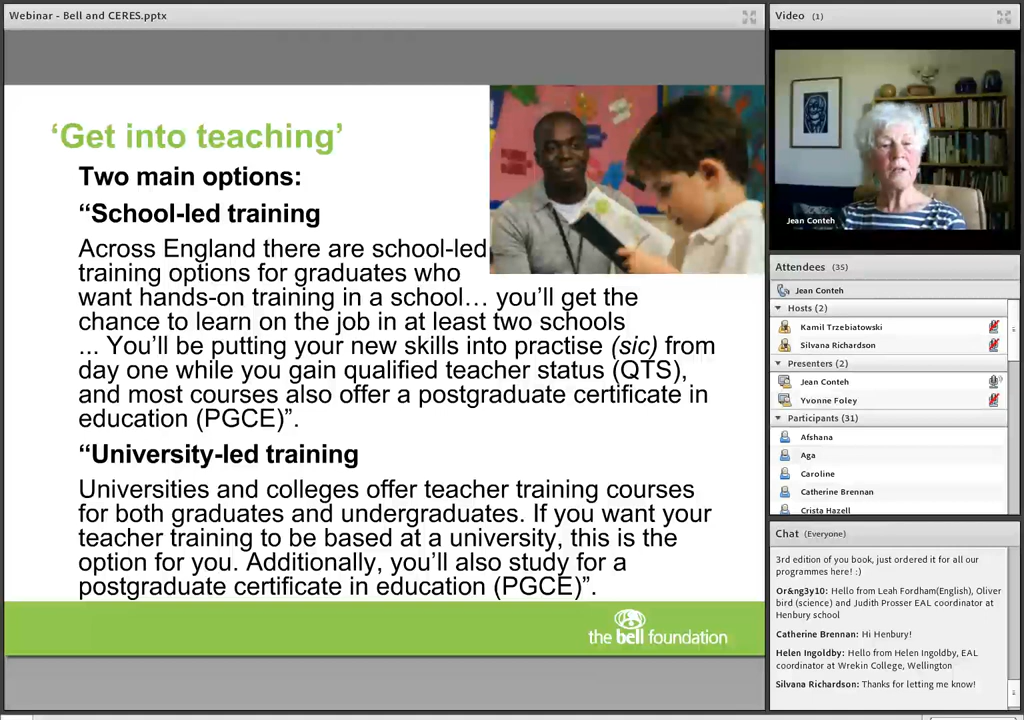 Webinar - Bell and CERES.pptx
‘Get into teaching’
Two main options:
“School-led training
Across England there are school-led
training options for graduates who
want hands-on training in a school… you’ll get the
chance to learn on the job in at least two schools
... You’ll be putting your new skills into practise (sic) from
day one while you gain qualified teacher status (QTS),
and most courses also offer a postgraduate certificate in
education (PGCE)”.
“University-led training
Universities and colleges offer teacher training courses
for both graduates and undergraduates. If you want your
teacher training to be based at a university, this is the
option for you. Additionally, you’ll also study for a
postgraduate certificate in education (PGCE)”.
the bell foundation
Video (1)
Jean Conteh
Attendees (35)
Jean Conteh
Hosts (2)
Kamil Trzebiatowski
Silvana Richardson
Presenters (2)
Jean Conteh
Yvonne Foley
Participants (31)
Afshana
Aga
Caroline
Catherine Brennan
Crista Hazell
Chat (Everyone)
3rd edition of you book, just ordered it for all our
programmes here! :)
Or&ng3y10: Hello from Leah Fordham(English), Oliver
bird (science) and Judith Prosser EAL coordinator at
Henbury school
Catherine Brennan: Hi Henbury!
Helen Ingoldby: Hello from Helen Ingoldby, EAL
coordinator at Wrekin College, Wellington
Silvana Richardson: Thanks for letting me know!